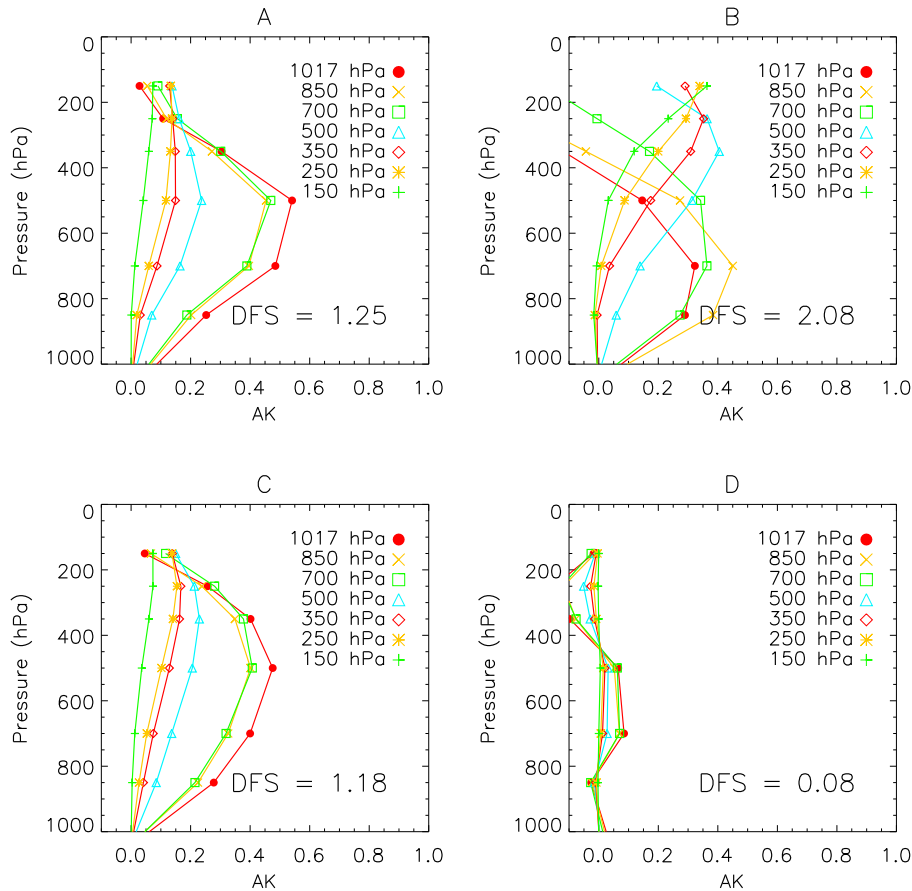 A
Pressure (hPa)
0
200
400
600
800
1000
1017 hPa
850 hPa
700 hPa
500 hPa
350 hPa
250 hPa
150 hPa
DFS = 1.25
0.0 0.2 0.4 0.6 0.8 1.0
AK
B
Pressure (hPa)
0
200
400
600
800
1000
1017 hPa
850 hPa
700 hPa
500 hPa
350 hPa
250 hPa
150 hPa
DFS = 2.08
0.0 0.2 0.4 0.6 0.8 1.0
AK
C
Pressure (hPa)
0
200
400
600
800
1000
1017 hPa
850 hPa
700 hPa
500 hPa
350 hPa
250 hPa
150 hPa
DFS = 1.18
0.0 0.2 0.4 0.6 0.8 1.0
AK
D
Pressure (hPa)
0
200
400
600
800
1000
1017 hPa
850 hPa
700 hPa
500 hPa
350 hPa
250 hPa
150 hPa
DFS = 0.08
0.0 0.2 0.4 0.6 0.8 1.0
AK